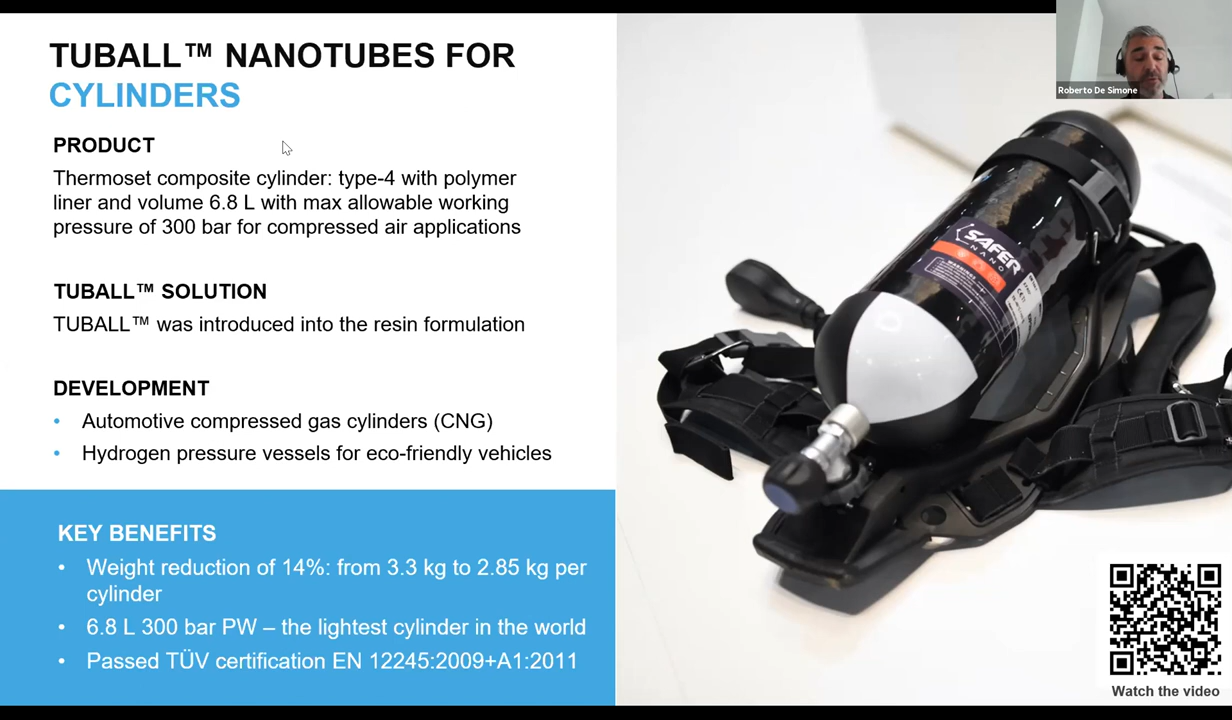 TUBALL™ NANOTUBES FOR
CYLINDERS
PRODUCT
Thermoset composite cylinder: type-4 with polymer
liner and volume 6.8 L with max allowable working
pressure of 300 bar for compressed air applications
TUBALL™ SOLUTION
TUBALL™ was introduced into the resin formulation
DEVELOPMENT
• Automotive compressed gas cylinders (CNG)
• Hydrogen pressure vessels for eco-friendly vehicles
KEY BENEFITS
• Weight reduction of 14%: from 3.3 kg to 2.85 kg per
cylinder
• 6.8 L 300 bar PW – the lightest cylinder in the world
• Passed TÜV certification EN 12245:2009+A1:2011
Roberto De Simone
SAFER
NANO
WARNINGS
Watch the video